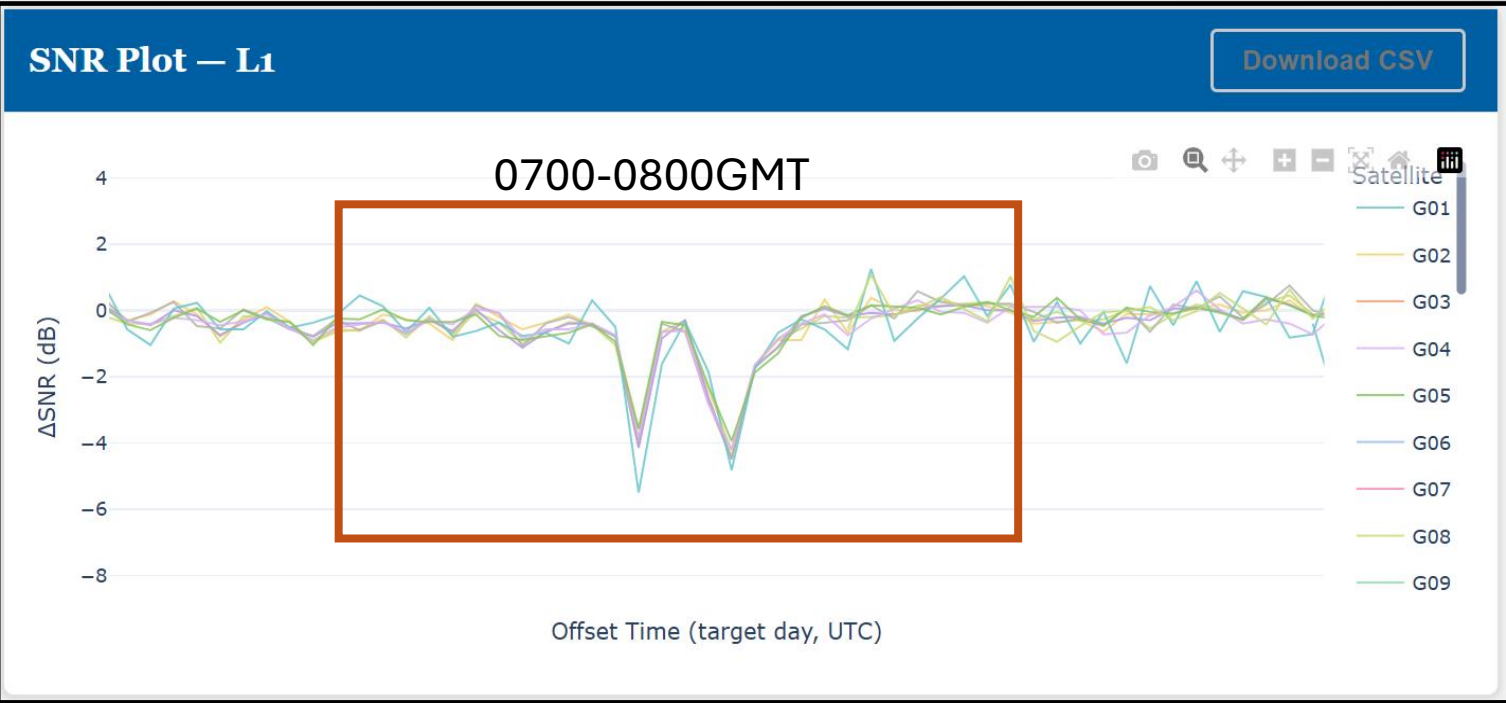 SNR Plot — L1
Download CSV
0700-0800GMT
Satellite
G01
G02
G03
G04
G05
G06
G07
G08
G09
4
2
0
−2
−4
−6
−8
ΔSNR (dB)
Offset Time (target day, UTC)